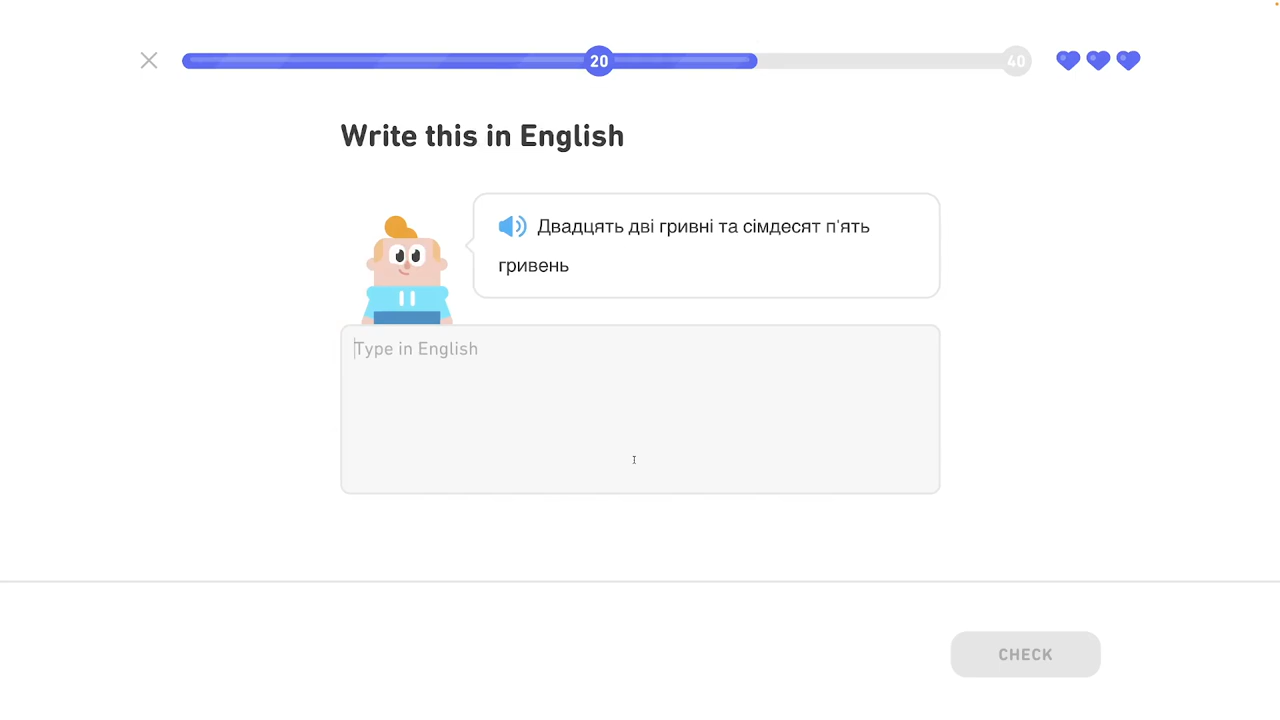 20
40
Write this in English
Двадцять дві гривні та сімдесят п'ять
гривень
Type in English
CHECK